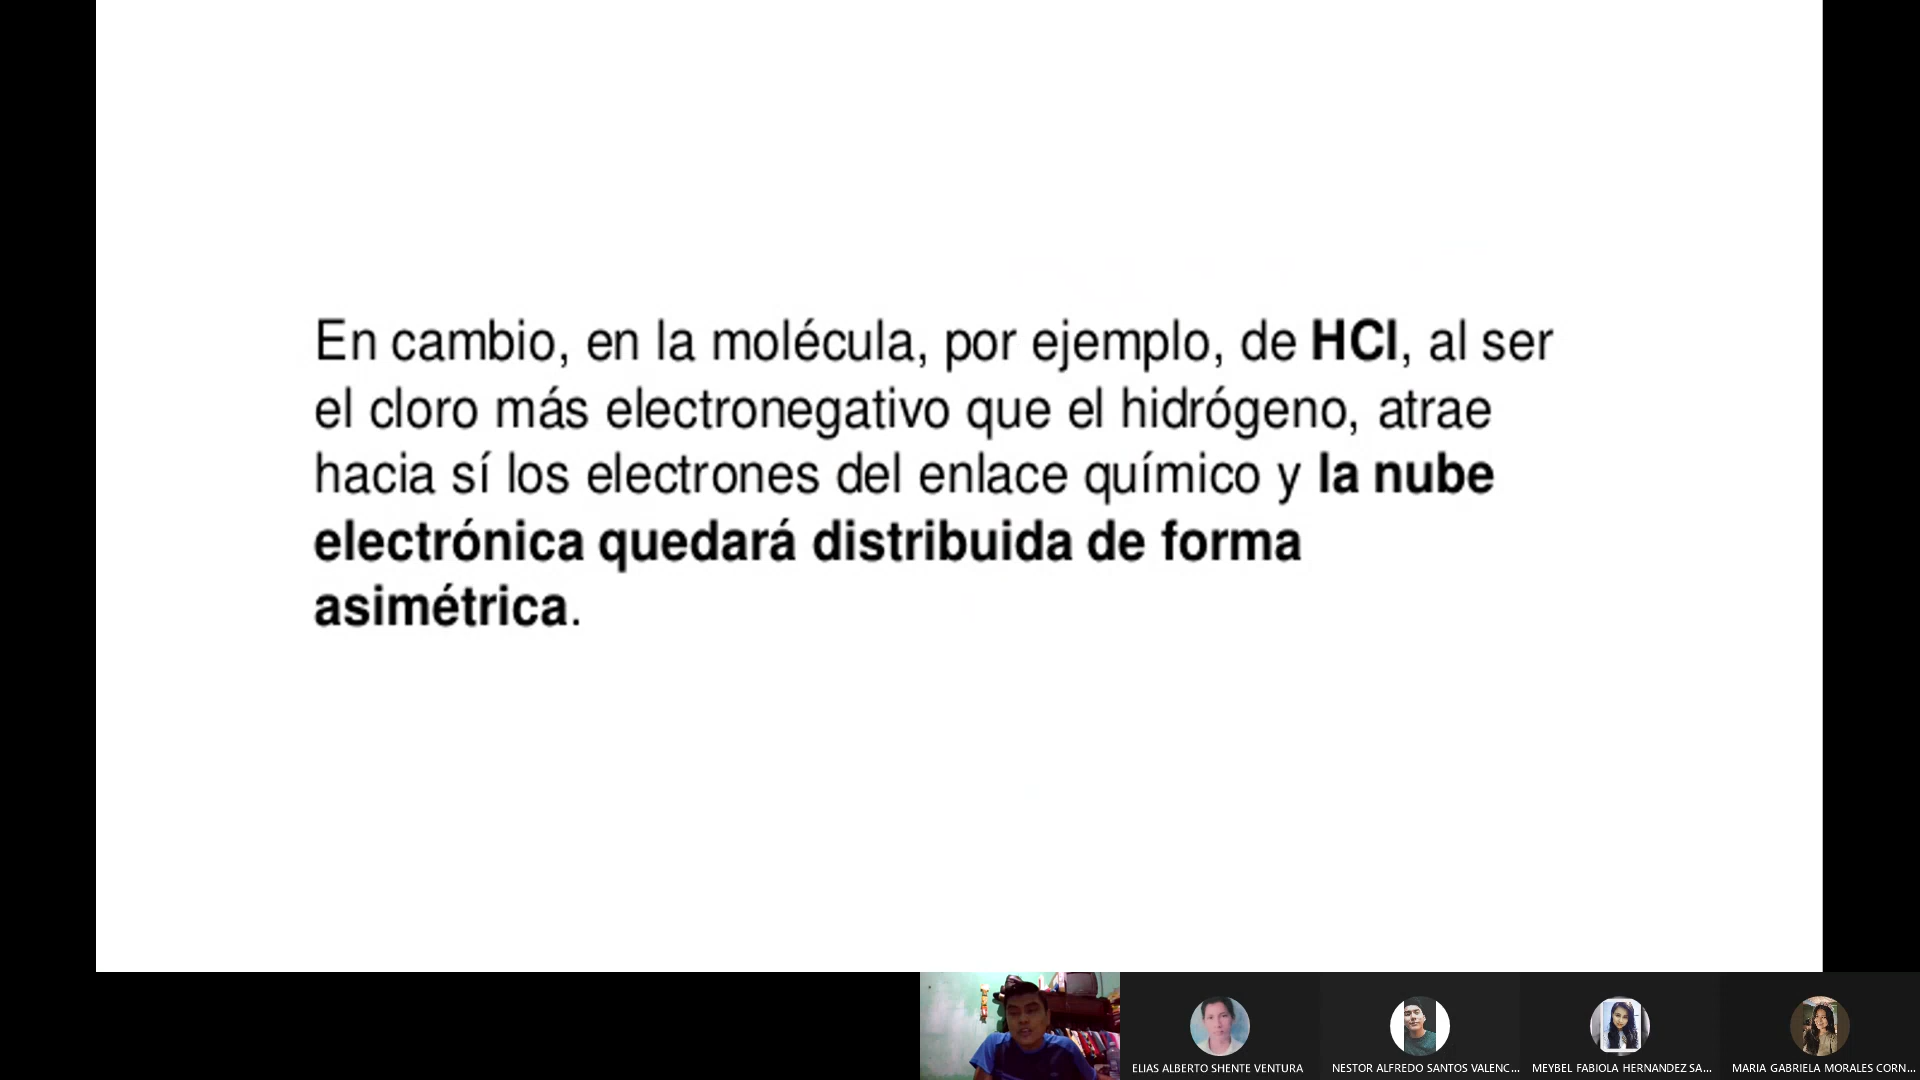 En cambio, en la molécula, por ejemplo, de HCl, al ser
el cloro más electronegativo que el hidrógeno, atrae
hacia sí los electrones del enlace químico y la nube
electrónica quedará distribuida de forma
asimétrica.
ELIAS ALBERTO SHENTE VENTURA
NESTOR ALFREDO SANTOS VALENC...
MEYBEL FABIOLA HERNANDEZ SA...
MARIA GABRIELA MORALES CORN...